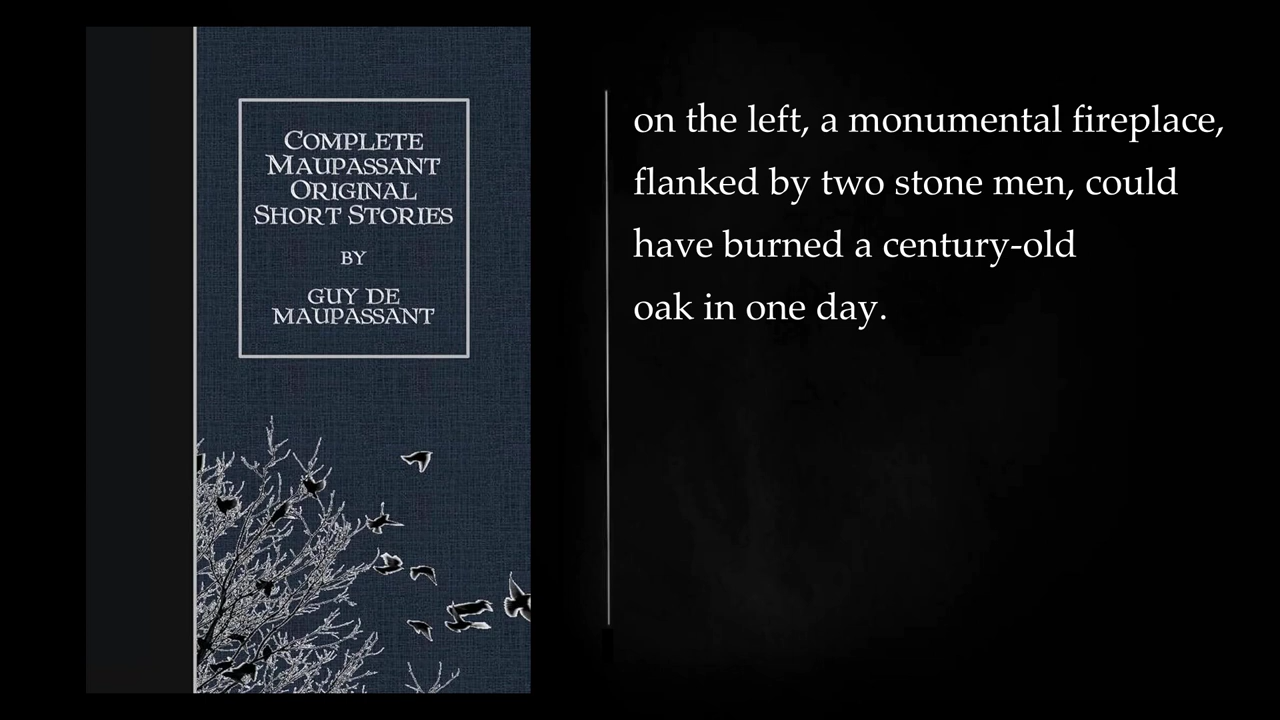 COMPLETE
MAUPASSANT
ORIGINAL
SHORT STORIES
BY
GUY DE
MAUPASSANT
on the left, a monumental fireplace,
flanked by two stone men, could
have burned a century-old
oak in one day.